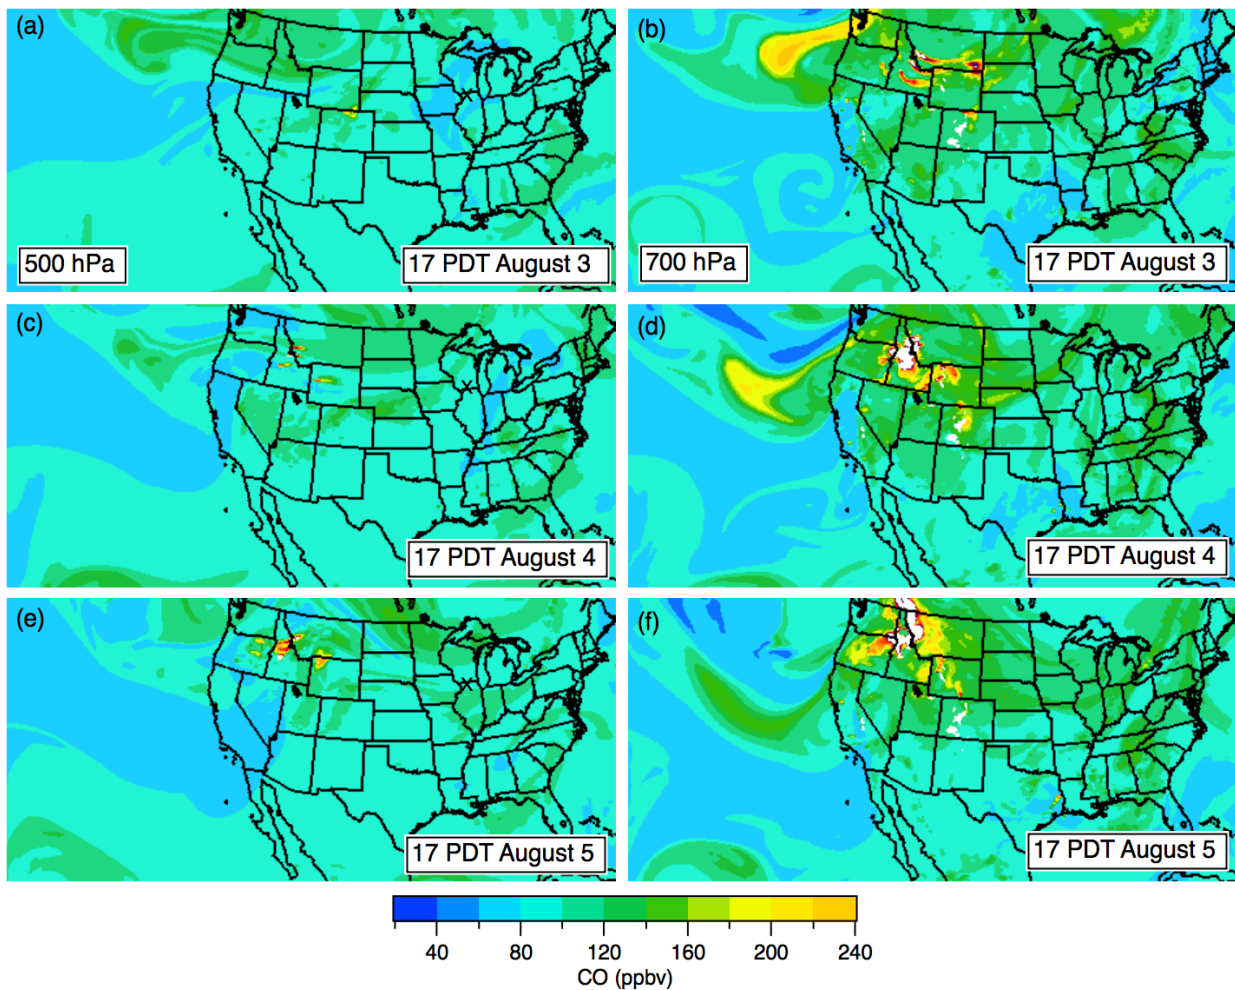 (a)
(b)
500 hPa
17 PDT August 3
700 hPa
17 PDT August 3
(c)
(d)
17 PDT August 4
17 PDT August 4
(e)
(f)
17 PDT August 5
17 PDT August 5
40 80 120 160 200 240
CO (ppbv)